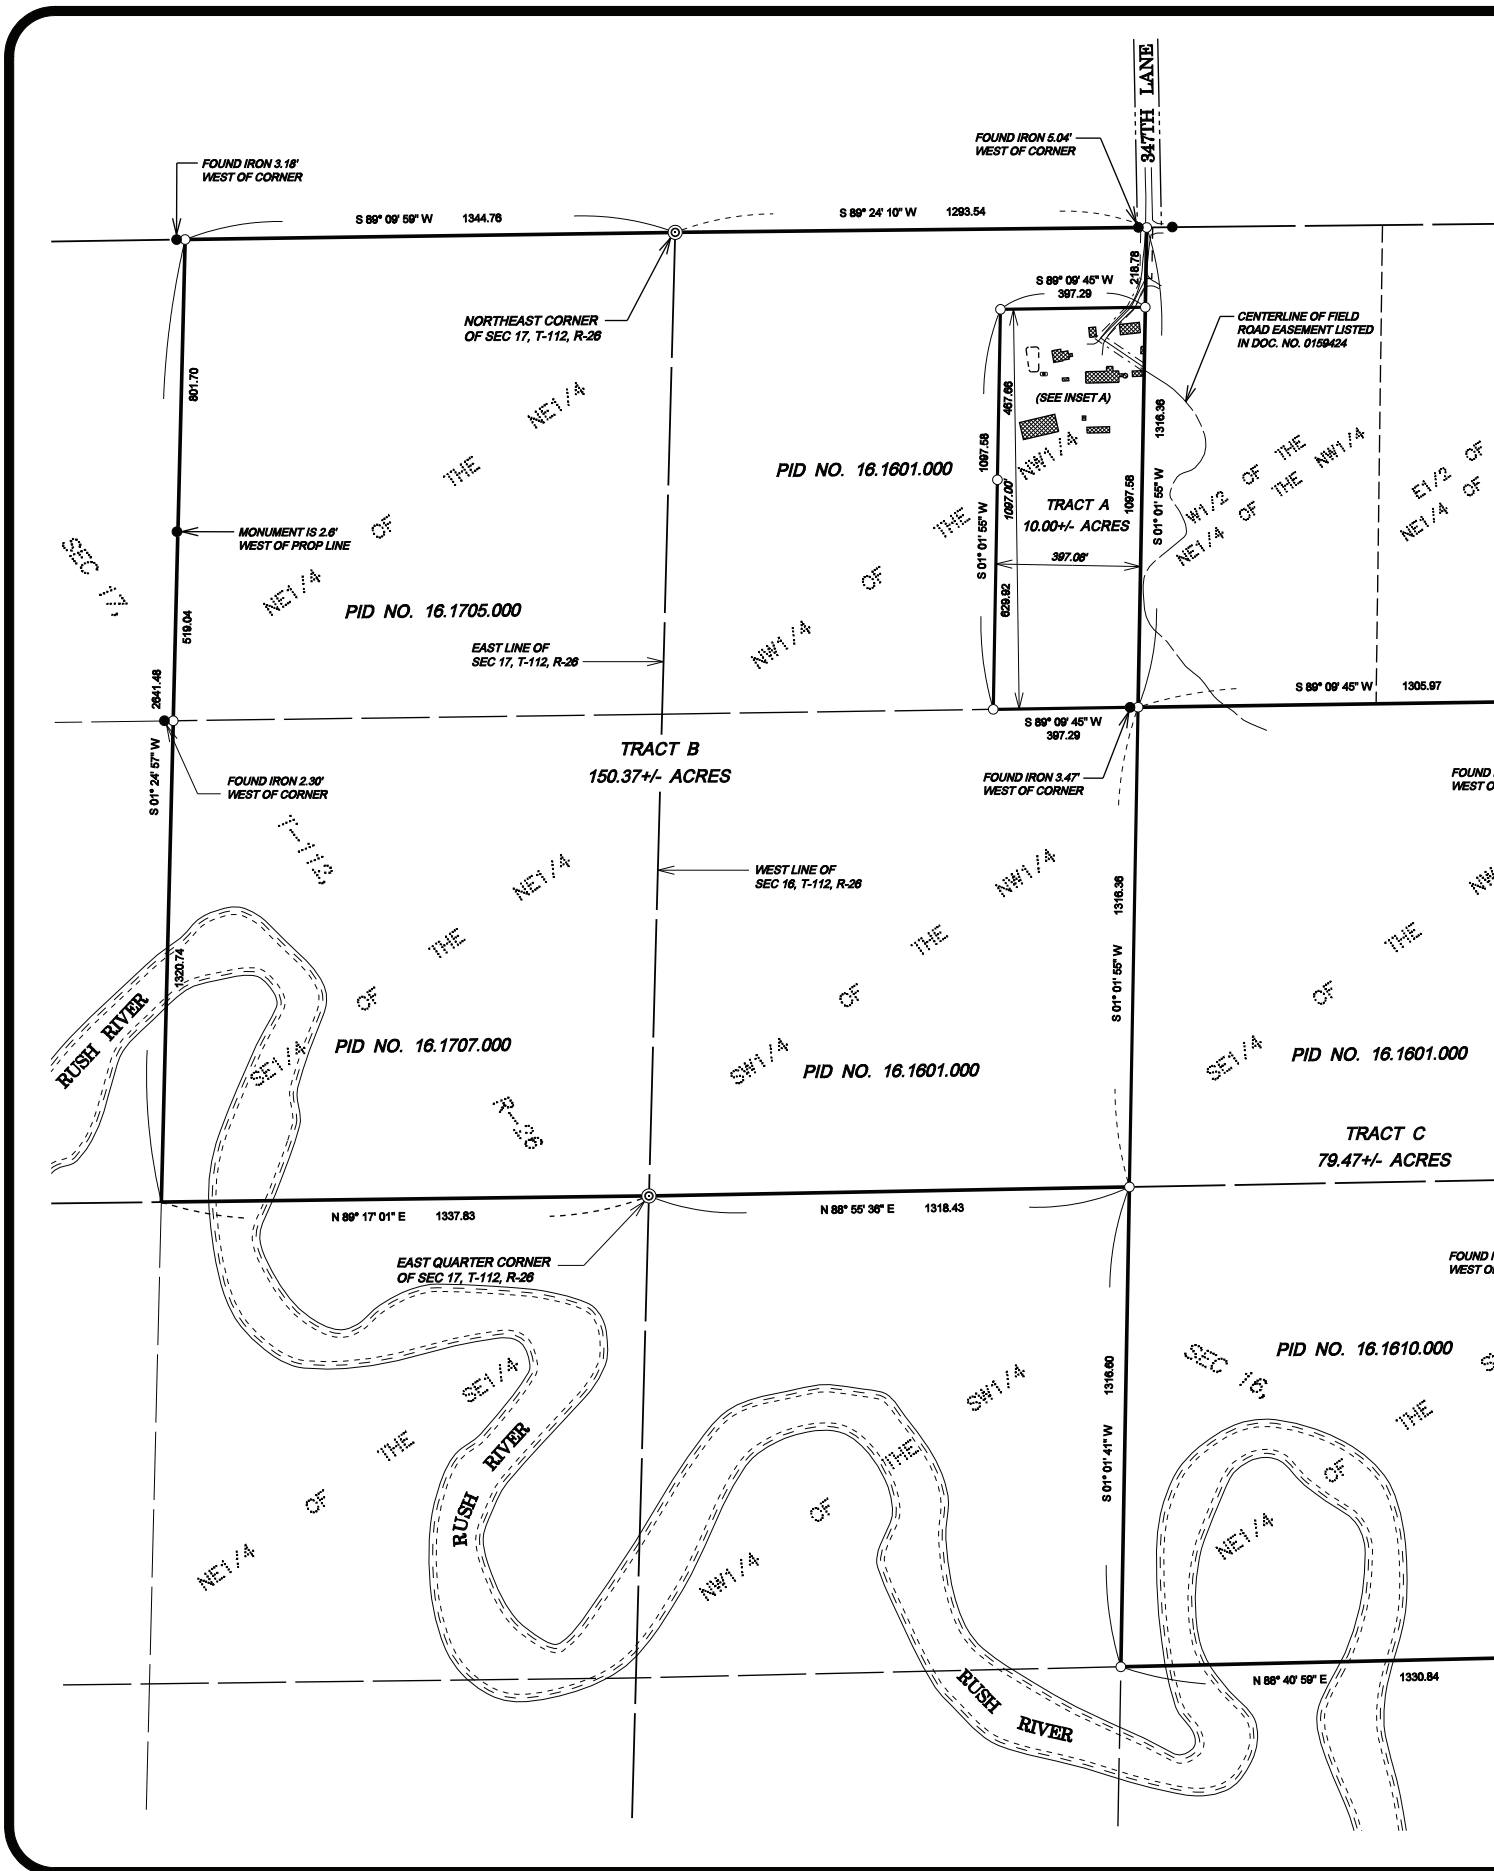 347TH LANE
FOUND IRON 3.18'
WEST OF CORNER
FOUND IRON 5.04'
WEST OF CORNER
S 89° 09' 59" W 1344.76
S 89° 24' 10" W 1293.54
218.78
S 89° 09' 45" W
397.29
NORTHEAST CORNER
OF SEC 17, T-112, R-26
CENTERLINE OF FIELD
ROAD EASEMENT LISTED
IN DOC. NO. 0159424
801.70
467.66
(SEE INSET A)
1316.36
NE1/4
THE
OF
NE1/4
PID NO. 16.1601.000
1097.58
1097.00'
S 01° 01' 55" W
NW1/4
THE
OF
NW1/4
TRACT A
10.00+/- ACRES
1097.58
S 01° 01' 55" W
W1/2 OF THE
NE1/4 OF THE NW1/4
E1/2 OF
NE1/4 OF
MONUMENT IS 2.6'
WEST OF PROP LINE
SEC 17,
397.06'
PID NO. 16.1705.000
629.92
519.04
EAST LINE OF
SEC 17, T-112, R-26
2641.48
S 01° 24' 57" W
S 89° 09' 45" W 1305.97
S 89° 09' 45" W
397.29
TRACT B
150.37+/- ACRES
FOUND IRON 2.30'
WEST OF CORNER
FOUND IRON 3.47'
WEST OF CORNER
FOUND
WEST O
T-112,
WEST LINE OF
SEC 16, T-112, R-26
NE1/4
THE
OF
SE1/4
NW1/4
THE
OF
SW1/4
1316.36
S 01° 01' 55" W
NW
THE
OF
SE1/4
1320.74
RUSH RIVER
PID NO. 16.1707.000
PID NO. 16.1601.000
PID NO. 16.1601.000
R-26
TRACT C
79.47+/- ACRES
N 89° 17' 01" E 1337.83
N 88° 55' 36" E 1318.43
EAST QUARTER CORNER
OF SEC 17, T-112, R-26
FOUND
WEST O
SEC 16,
PID NO. 16.1610.000
SE1/4
THE
OF
NE1/4
RUSH RIVER
SW1/4
THE
OF
NW1/4
1316.60
S 01° 01' 41" W
THE
OF
NE1/4
RUSH RIVER
N 88° 40' 59" E 1330.84